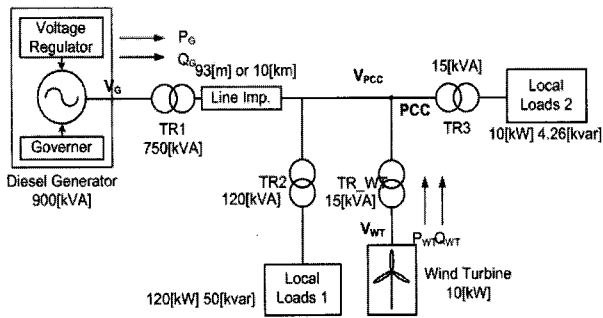 Voltage
Regulator
P_G
Q_G
V_G
Governer
Diesel Generator
900[kVA]
TR1
750[kVA]
93[m] or 10[km]
Line Imp.
V_PCC
PCC
15[kVA]
TR3
Local
Loads 2
10[kW] 4.26[kvar]
TR2
120[kVA]
TR_WT
15[kVA]
V_WT
P_WT Q_WT
120[kW] 50[kvar]
Local
Loads 1
Wind Turbine
10[kW]